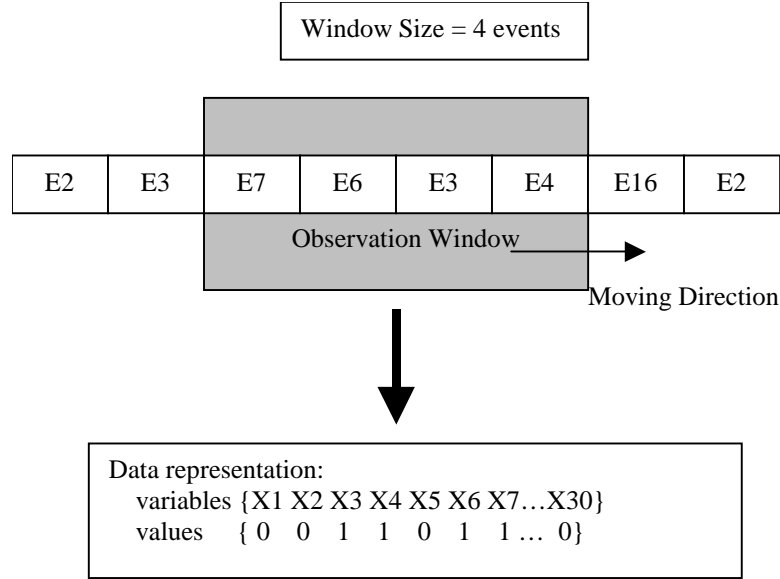 Window Size = 4 events
E2 E3 E7 E6 E3 E4 E16 E2
Observation Window
Moving Direction
Data representation:
variables {X1 X2 X3 X4 X5 X6 X7…X30}
values { 0 0 1 1 0 1 1 … 0}